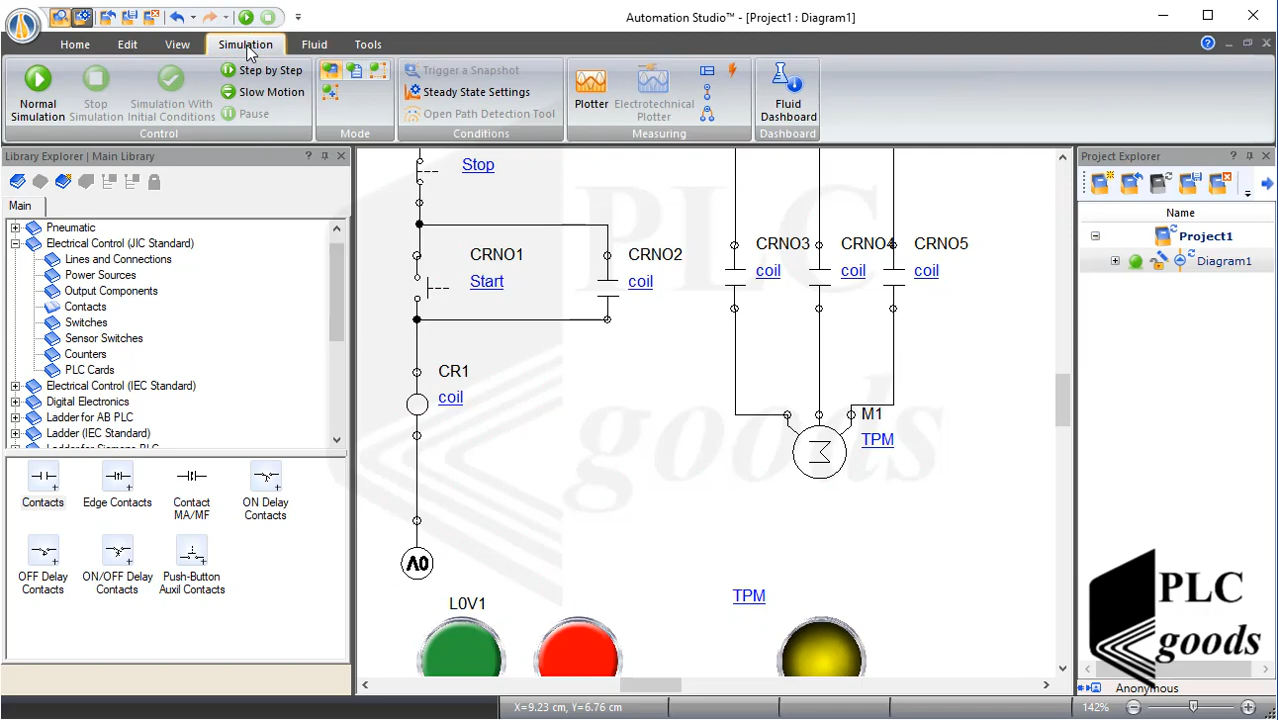 Automation Studio™ - [Project1 : Diagram1]
Home Edit View Simulation Fluid Tools
Normal Simulation
Stop Simulation
Simulation With Initial Conditions
Step by Step
Slow Motion
Pause
Control
Mode
Trigger a Snapshot
Steady State Settings
Open Path Detection Tool
Conditions
Plotter
Electrotechnical Plotter
Measuring
Fluid Dashboard
Dashboard
Library Explorer | Main Library
Main
Pneumatic
Electrical Control (JIC Standard)
Lines and Connections
Power Sources
Output Components
Contacts
Switches
Sensor Switches
Counters
PLC Cards
Electrical Control (IEC Standard)
Digital Electronics
Ladder for AB PLC
Ladder (IEC Standard)
Contacts
Edge Contacts
Contact MA/MF
ON Delay Contacts
OFF Delay Contacts
ON/OFF Delay Contacts
Push-Button Auxil Contacts
Stop
CRNO1
Start
CRNO2
coil
CR1
coil
CRNO3
coil
CRNO4
coil
CRNO5
coil
M1
TPM
0V
L0V1
TPM
PLC
goods
Project Explorer
Name
Project1
Diagram1
PLC
goods
Anonymous
X=9.23 cm, Y=6.76 cm
142%